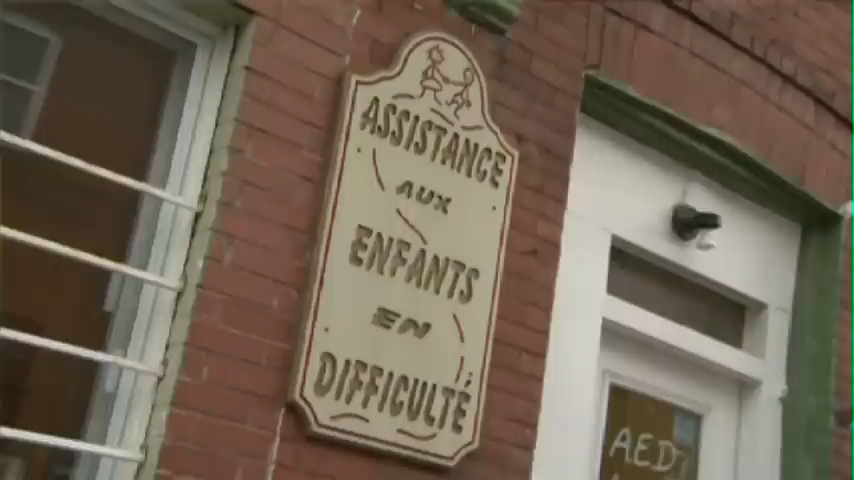 ASSISTANCE
AUX
ENFANTS
EN
DIFFICULTÉ
AED